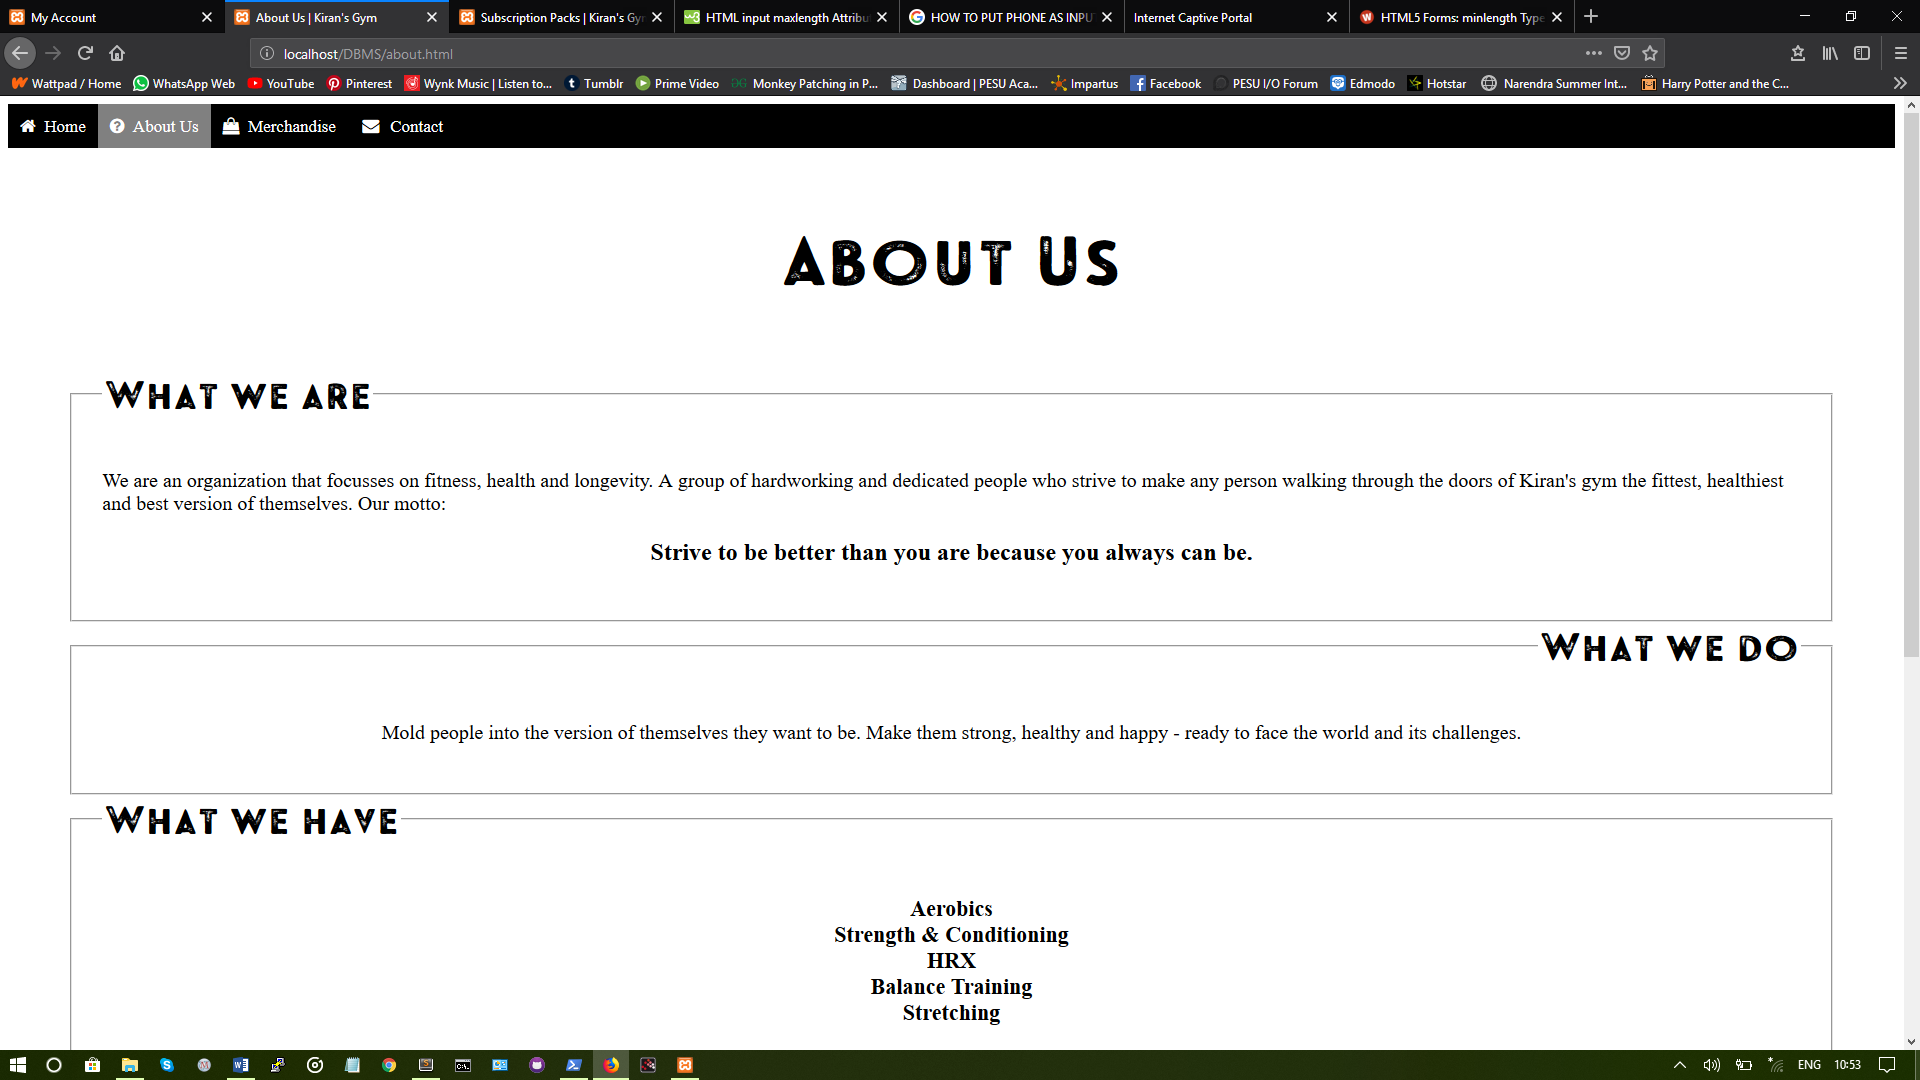 My Account
About Us | Kiran's Gym
Subscription Packs | Kiran's Gy
HTML input maxlength Attribu
HOW TO PUT PHONE AS INPU
Internet Captive Portal
HTML5 Forms: minlength Type
localhost/DBMS/about.html
Wattpad / Home
WhatsApp Web
YouTube
Pinterest
Wynk Music | Listen to...
Tumblr
Prime Video
Monkey Patching in P...
Dashboard | PESU Aca...
Impartus
Facebook
PESU I/O Forum
Edmodo
Hotstar
Narendra Summer Int...
Harry Potter and the C...
Home
About Us
Merchandise
Contact
About Us
What we are
We are an organization that focusses on fitness, health and longevity. A group of hardworking and dedicated people who strive to make any person walking through the doors of Kiran's gym the fittest, healthiest
and best version of themselves. Our motto:
Strive to be better than you are because you always can be.
What we do
Mold people into the version of themselves they want to be. Make them strong, healthy and happy - ready to face the world and its challenges.
What we have
Aerobics
Strength & Conditioning
HRX
Balance Training
Stretching
ENG
10:53